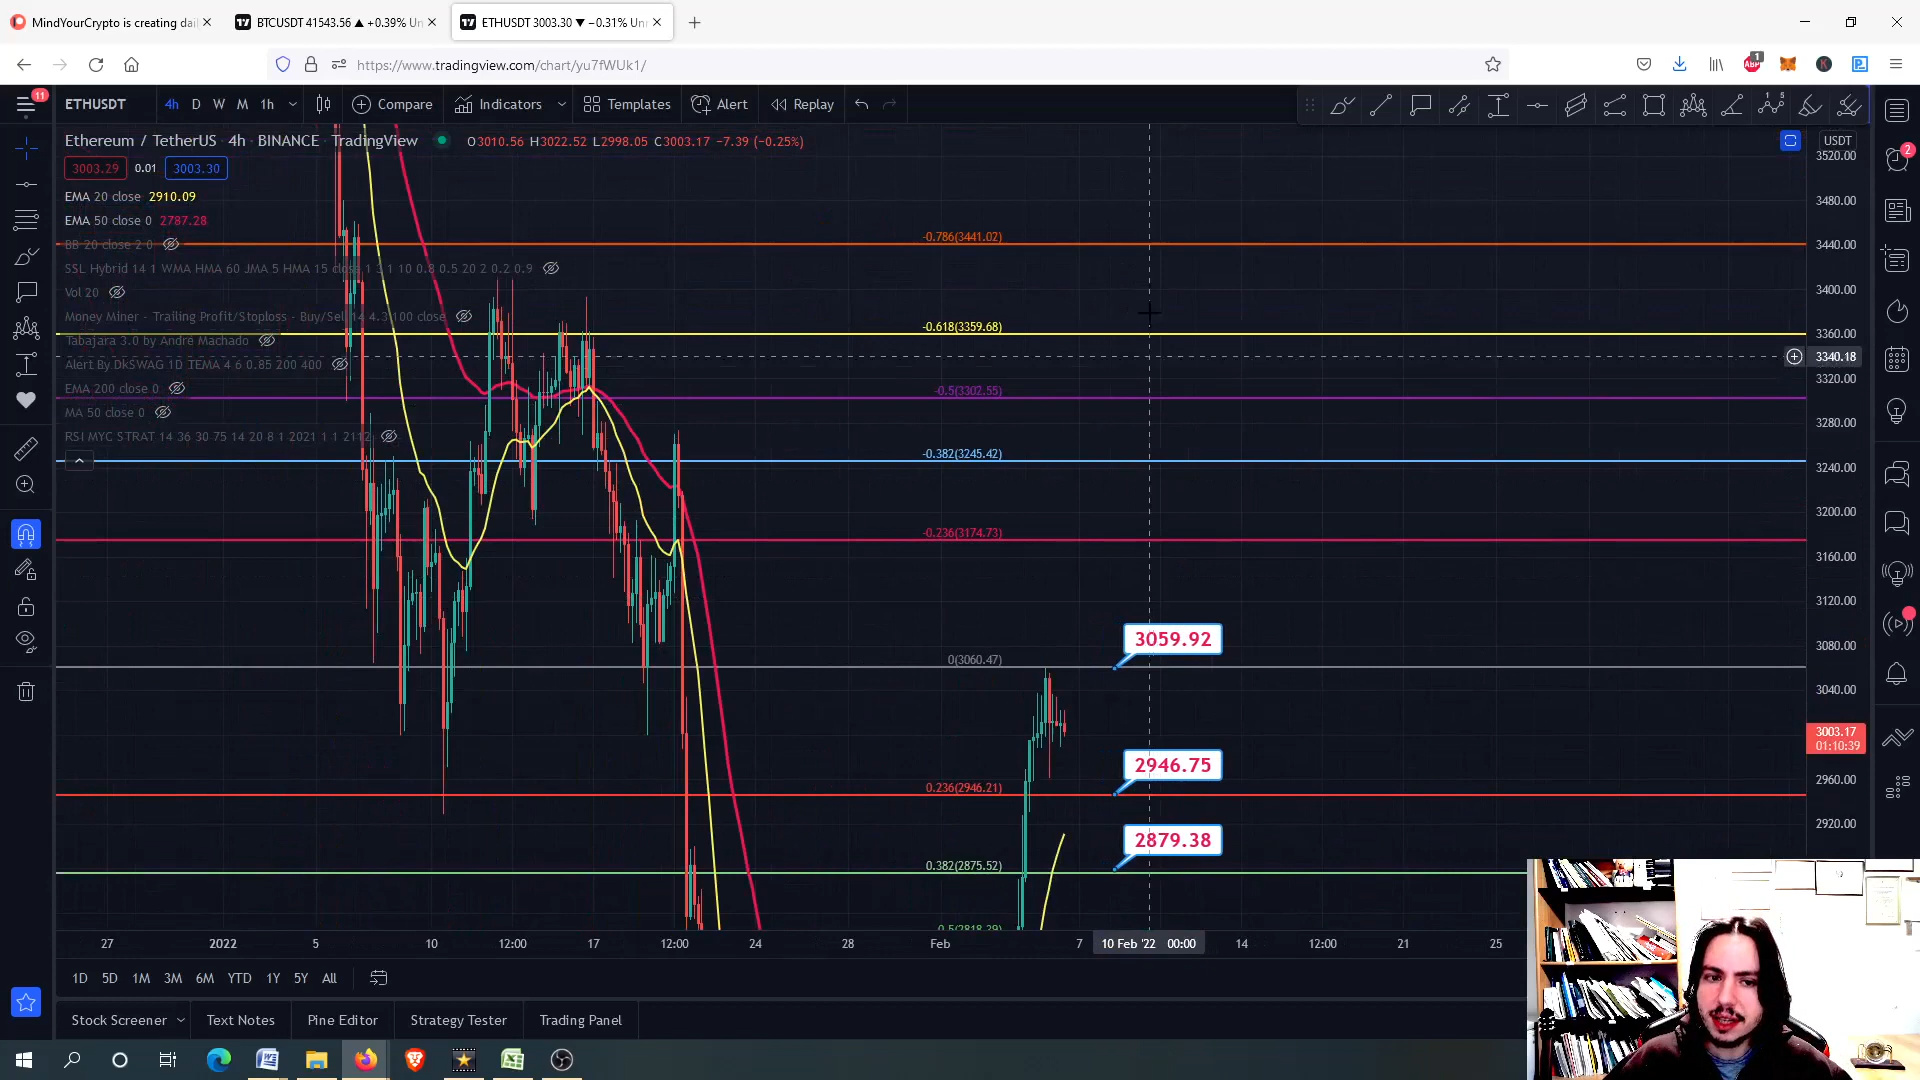 MindYourCrypto is creating dai
BTCUSDT 41543.56 ▲ +0.39% Un
ETHUSDT 3003.30 ▼ −0.31% Unn
https://www.tradingview.com/chart/yu7fWUk1/
1
11
ETHUSDT
4h
D
W
M
1h
Compare
Indicators
Templates
Alert
Replay
Ethereum / TetherUS · 4h · BINANCE · TradingView
O3010.56 H3022.52 L2998.05 C3003.17 −7.39 (−0.25%)
3003.29
0.01
3003.30
EMA 20 close 2910.09
EMA 50 close 0 2787.28
BB 20 close 2 0
SSL Hybrid 14 1 WMA HMA 60 JMA 5 HMA 15 close 1 3 1 10 0.8 0.5 20 2 0.2 0.9
Vol 20
Money Miner - Trailing Profit/Stoploss - Buy/Sell 14 4.3 100 close
Tabajara 3.0 by André Machado
Alert By DkSWAG 1D TEMA 4 6 0.85 200 400
EMA 200 close 0
MA 50 close 0
RSI MYC STRAT 14 36 30 75 14 20 8 1 2021 1 1 2112
-0.786(3441.02)
-0.618(3359.68)
-0.5(3302.55)
-0.382(3245.42)
-0.236(3174.73)
0(3060.47)
0.236(2946.21)
0.382(2875.52)
0.5(2818.39)
3059.92
2946.75
2879.38
USDT
3520.00
3480.00
3440.00
3400.00
3360.00
3340.18
3320.00
3280.00
3240.00
3200.00
3160.00
3120.00
3080.00
3040.00
3003.17
01:10:39
2960.00
2920.00
2
27
2022
5
10
12:00
17
12:00
24
28
Feb
7
10 Feb '22 00:00
14
12:00
21
25
1D
5D
1M
3M
6M
YTD
1Y
5Y
All
Stock Screener
Text Notes
Pine Editor
Strategy Tester
Trading Panel